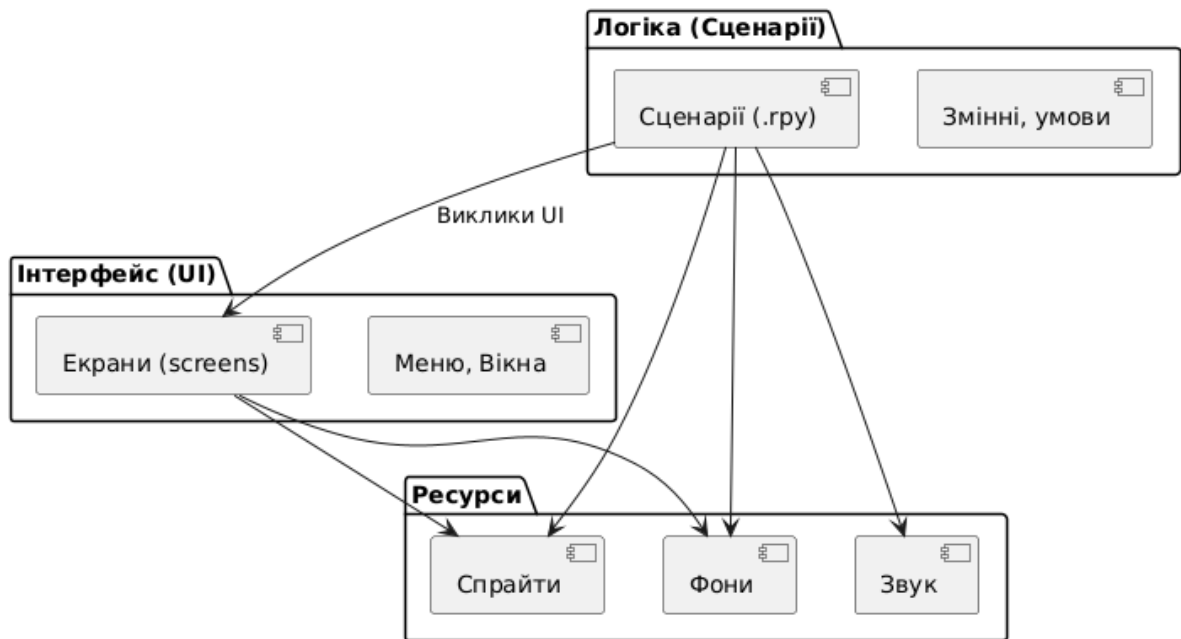 Логіка (Сценарії)
Сценарії (.rpy)
Змінні, умови
Виклики UI
Інтерфейс (UI)
Екрани (screens)
Меню, Вікна
Ресурси
Спрайти
Фони
Звук